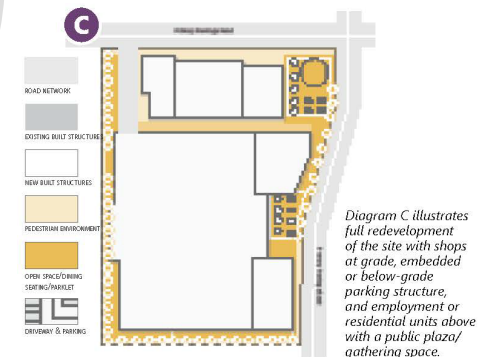 C
ROAD NETWORK
EXISTING BUILT STRUCTURES
NEW BUILT STRUCTURES
PEDESTRIAN ENVIRONMENT
OPEN SPACE/DINING
SEATING/PARKLET
DRIVEWAY & PARKING
Diagram C illustrates
full redevelopment
of the site with shops
at grade, embedded
or below-grade
parking structure,
and employment or
residential units above
with a public plaza/
gathering space.